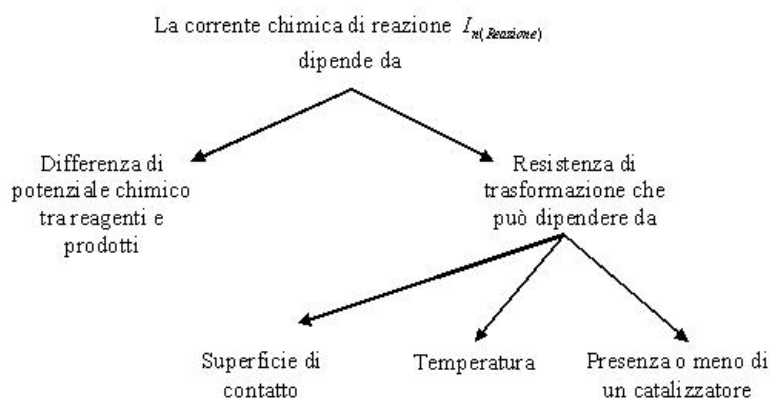 La corrente chimica di reazione I_{n(Reazione)}
dipende da
Differenza di
potenziale chimico
tra reagenti e
prodotti
Resistenza di
trasformazione che
può dipendere da
Superficie di
contatto
Temperatura
Presenza o meno di
un catalizzatore